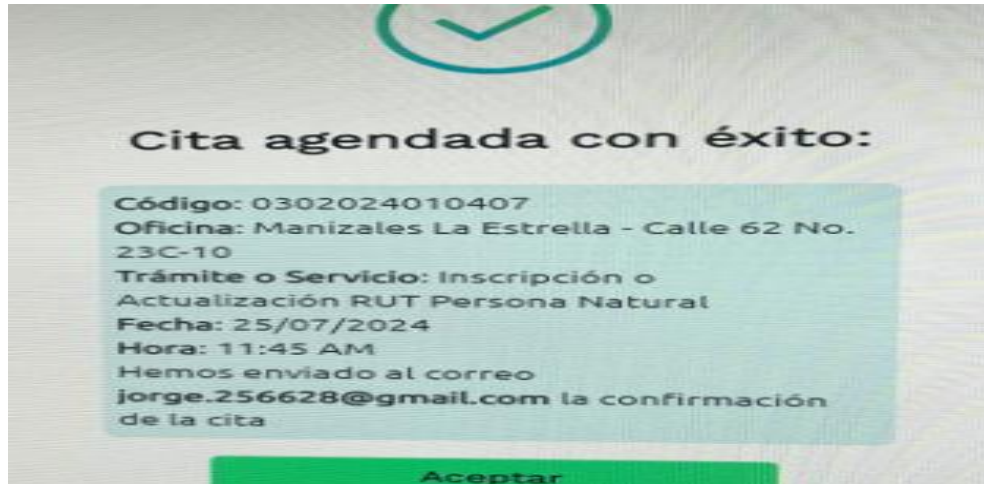 Cita agendada con éxito:
Código: 0302024010407
Oficina: Manizales La Estrella - Calle 62 No.
23C-10
Trámite o Servicio: Inscripción o
Actualización RUT Persona Natural
Fecha: 25/07/2024
Hora: 11:45 AM
Hemos enviado al correo
jorge.256628@gmail.com la confirmación
de la cita
Aceptar